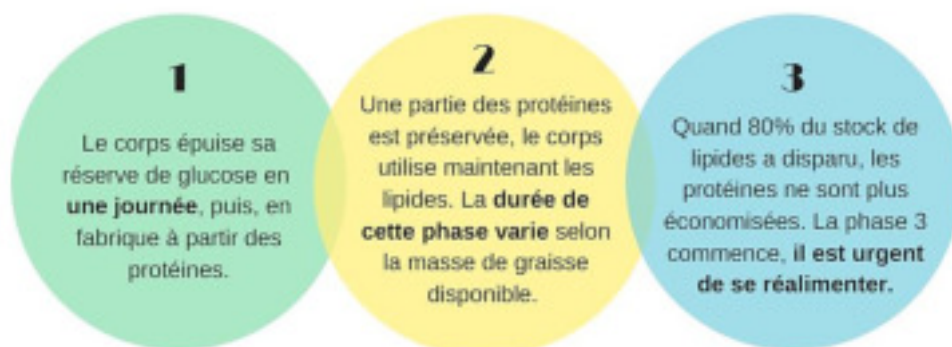 1
Le corps épuise sa
réserve de glucose en
une journée, puis, en
fabrique à partir des
protéines.
2
Une partie des protéines
est préservée, le corps
utilise maintenant les
lipides. La durée de
cette phase varie selon
la masse de graisse
disponible.
3
Quand 80% du stock de
lipides a disparu, les
protéines ne sont plus
économisées. La phase 3
commence, il est urgent
de se réalimenter.